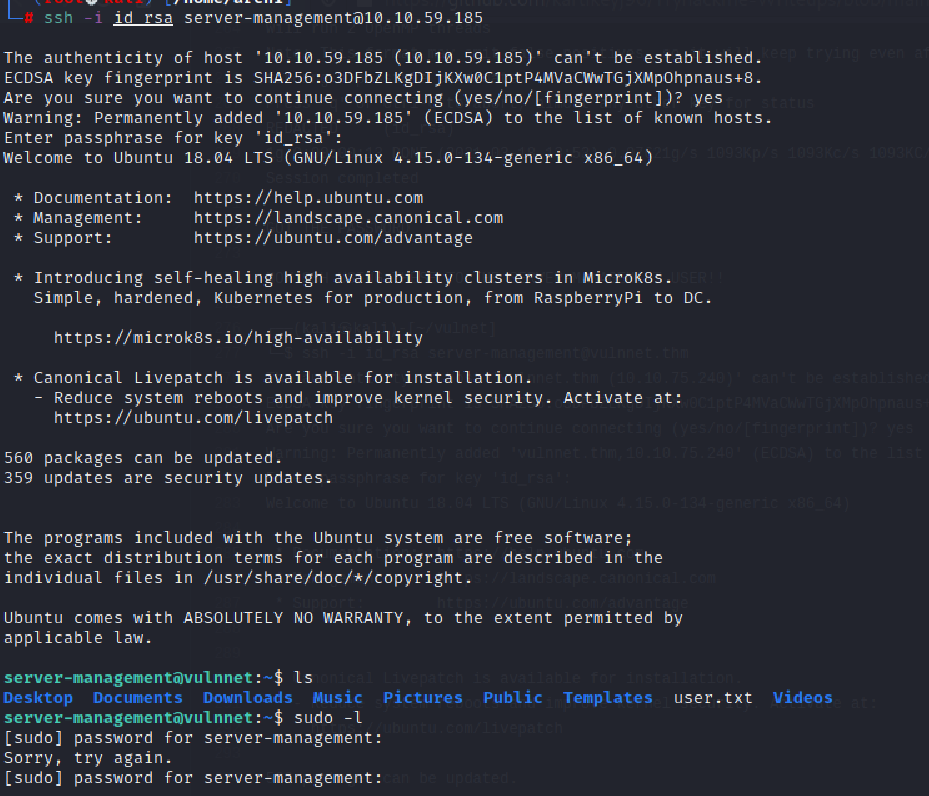 (root kali) [/home/archi]
└─# ssh -i id_rsa server-management@10.10.59.185

The authenticity of host '10.10.59.185 (10.10.59.185)' can't be established.
ECDSA key fingerprint is SHA256:o3DFbZLKgDIjKXw0C1ptP4MVaCWwTGjXMpOhpnaus+8.
Are you sure you want to continue connecting (yes/no/[fingerprint])? yes
Warning: Permanently added '10.10.59.185' (ECDSA) to the list of known hosts.
Enter passphrase for key 'id_rsa':
Welcome to Ubuntu 18.04 LTS (GNU/Linux 4.15.0-134-generic x86_64)

* Documentation:  https://help.ubuntu.com
* Management:     https://landscape.canonical.com
* Support:        https://ubuntu.com/advantage

* Introducing self-healing high availability clusters in MicroK8s.
Simple, hardened, Kubernetes for production, from RaspberryPi to DC.

https://microk8s.io/high-availability

* Canonical Livepatch is available for installation.
- Reduce system reboots and improve kernel security. Activate at:
https://ubuntu.com/livepatch

560 packages can be updated.
359 updates are security updates.

The programs included with the Ubuntu system are free software;
the exact distribution terms for each program are described in the
individual files in /usr/share/doc/*/copyright.

Ubuntu comes with ABSOLUTELY NO WARRANTY, to the extent permitted by
applicable law.

server-management@vulnnet:~$ ls
Desktop  Documents  Downloads  Music  Pictures  Public  Templates  user.txt  Videos
server-management@vulnnet:~$ sudo -l
[sudo] password for server-management:
Sorry, try again.
[sudo] password for server-management: